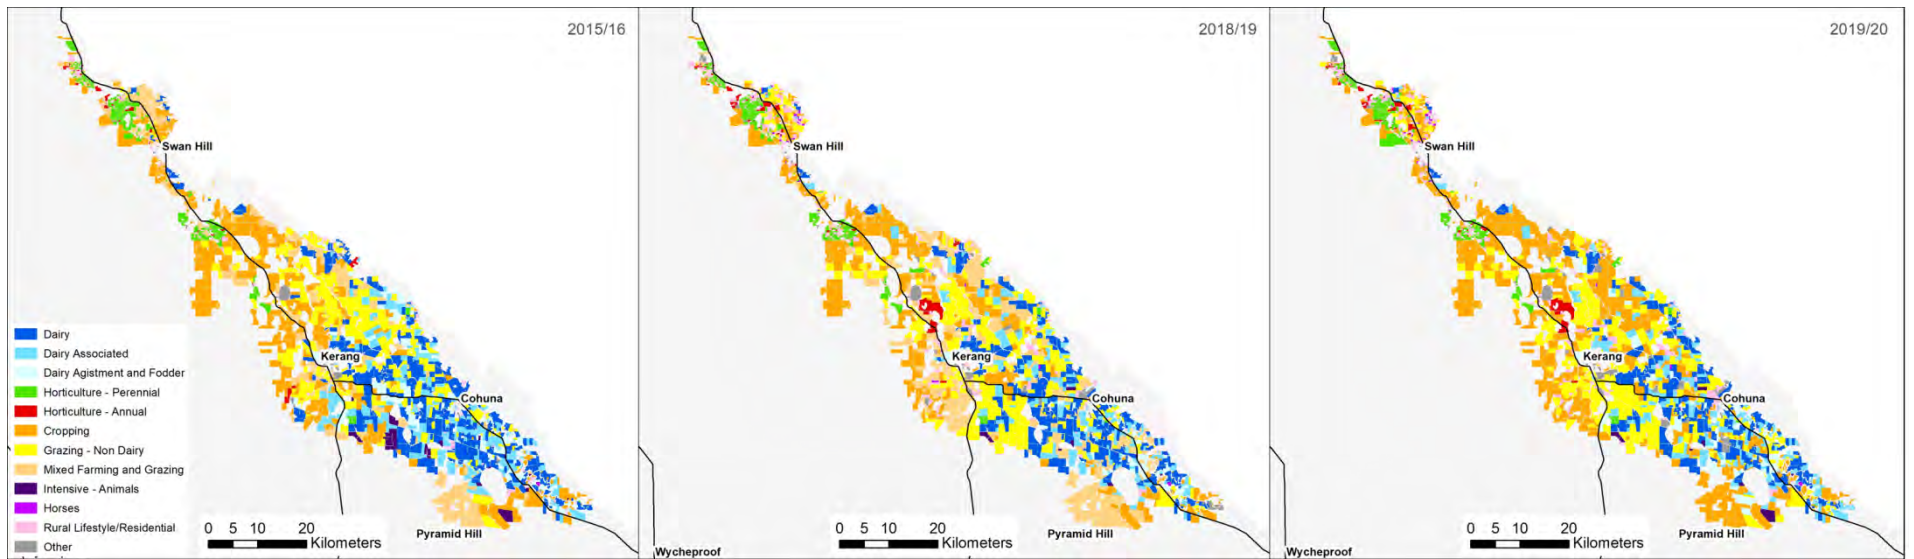 2015/16
Swan Hill
Kerang
Cohuna
Pyramid Hill
Dairy
Dairy Associated
Dairy Agistment and Fodder
Horticulture - Perennial
Horticulture - Annual
Cropping
Grazing - Non Dairy
Mixed Farming and Grazing
Intensive - Animals
Horses
Rural Lifestyle/Residential
Other
0 5 10 20
Kilometers
2018/19
Swan Hill
Kerang
Cohuna
Pyramid Hill
0 5 10 20
Kilometers
Wycheproof
2019/20
Swan Hill
Kerang
Cohuna
Pyramid Hill
0 5 10 20
Kilometers
Wycheproof